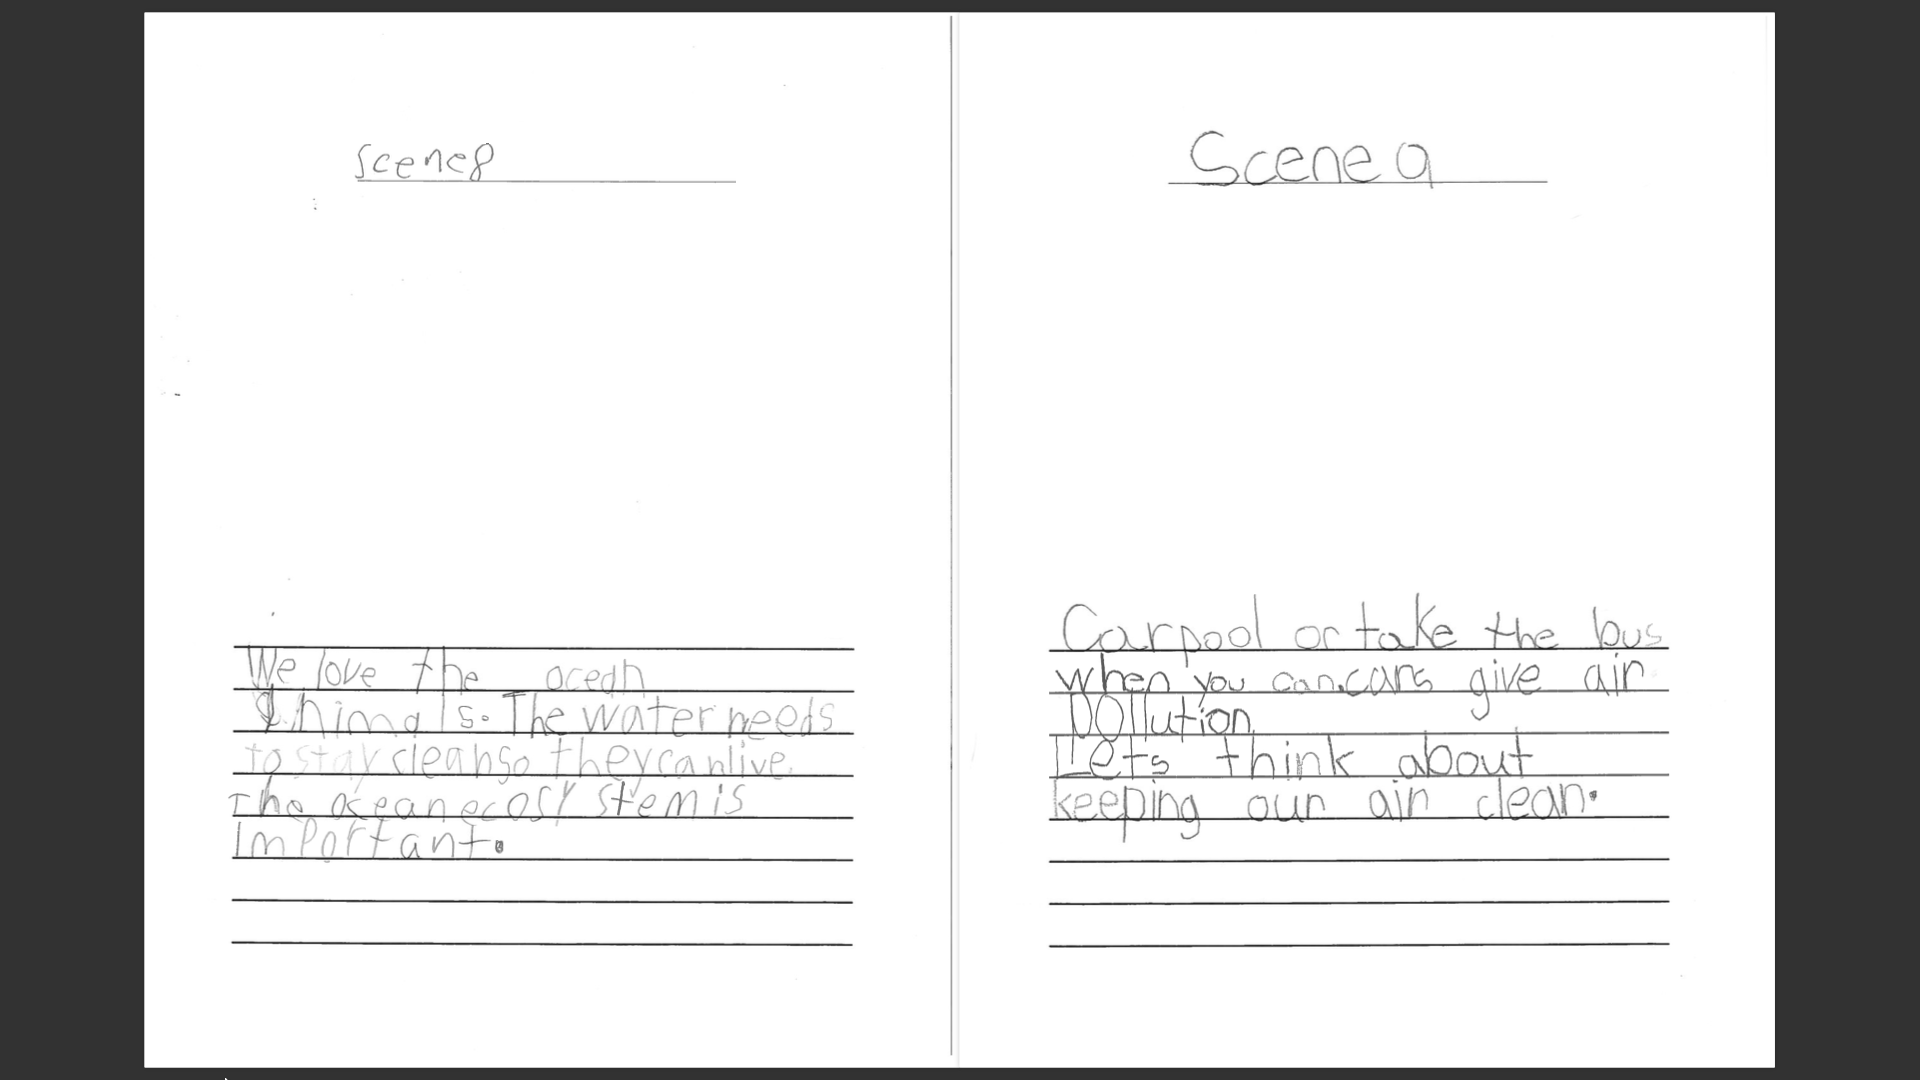 scene8
We love the ocean
animals. The water needs
to stay clean so they can live.
The ocean ecosystem is
important.
Scene 9
Carpool or take the bus
when you can. cars give air
pollution.
Lets think about
keeping our air clean.